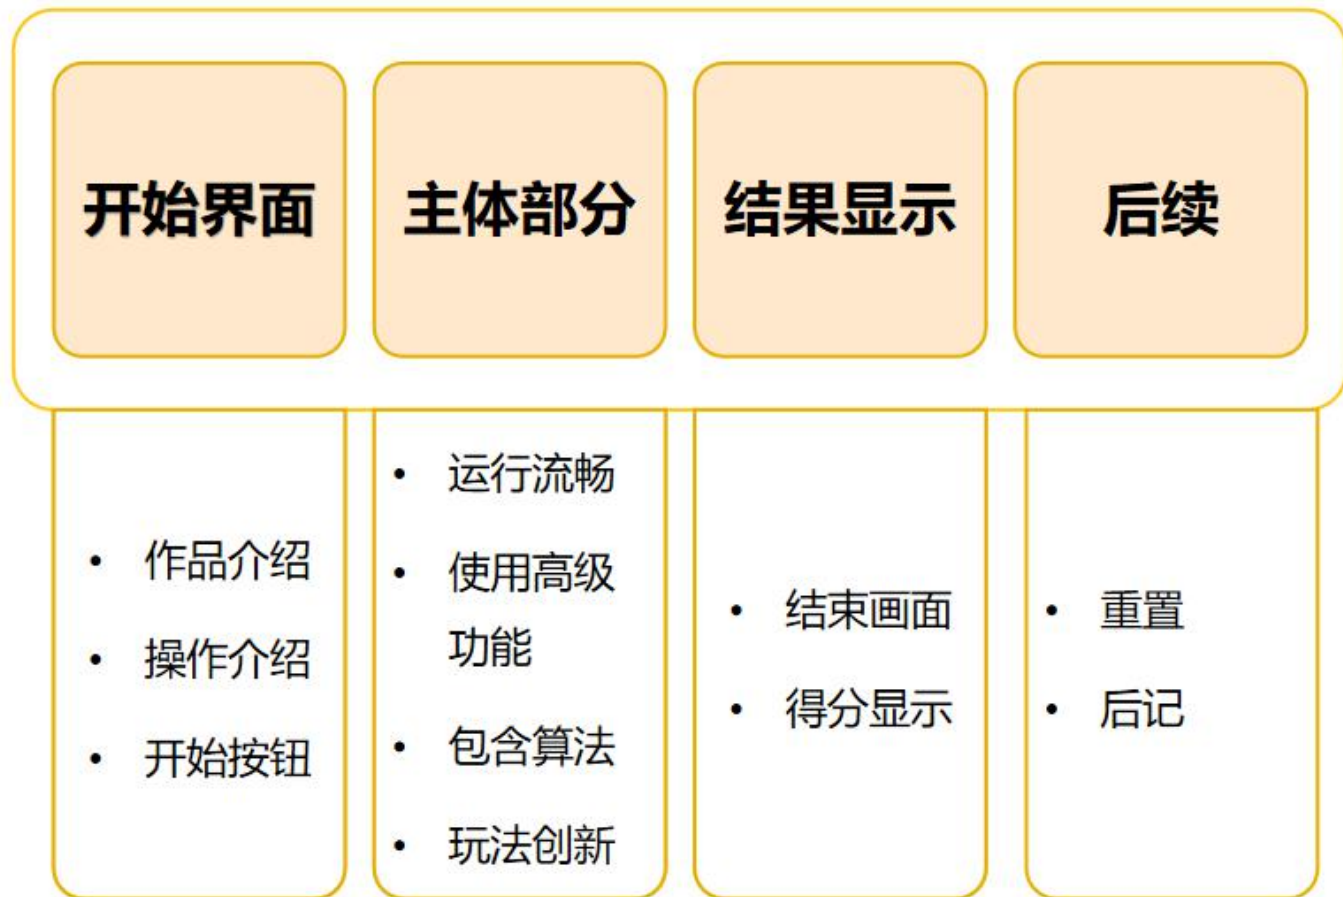 开始界面
主体部分
结果显示
后续
• 作品介绍
• 操作介绍
• 开始按钮
• 运行流畅
• 使用高级
功能
• 包含算法
• 玩法创新
• 结束画面
• 得分显示
• 重置
• 后记